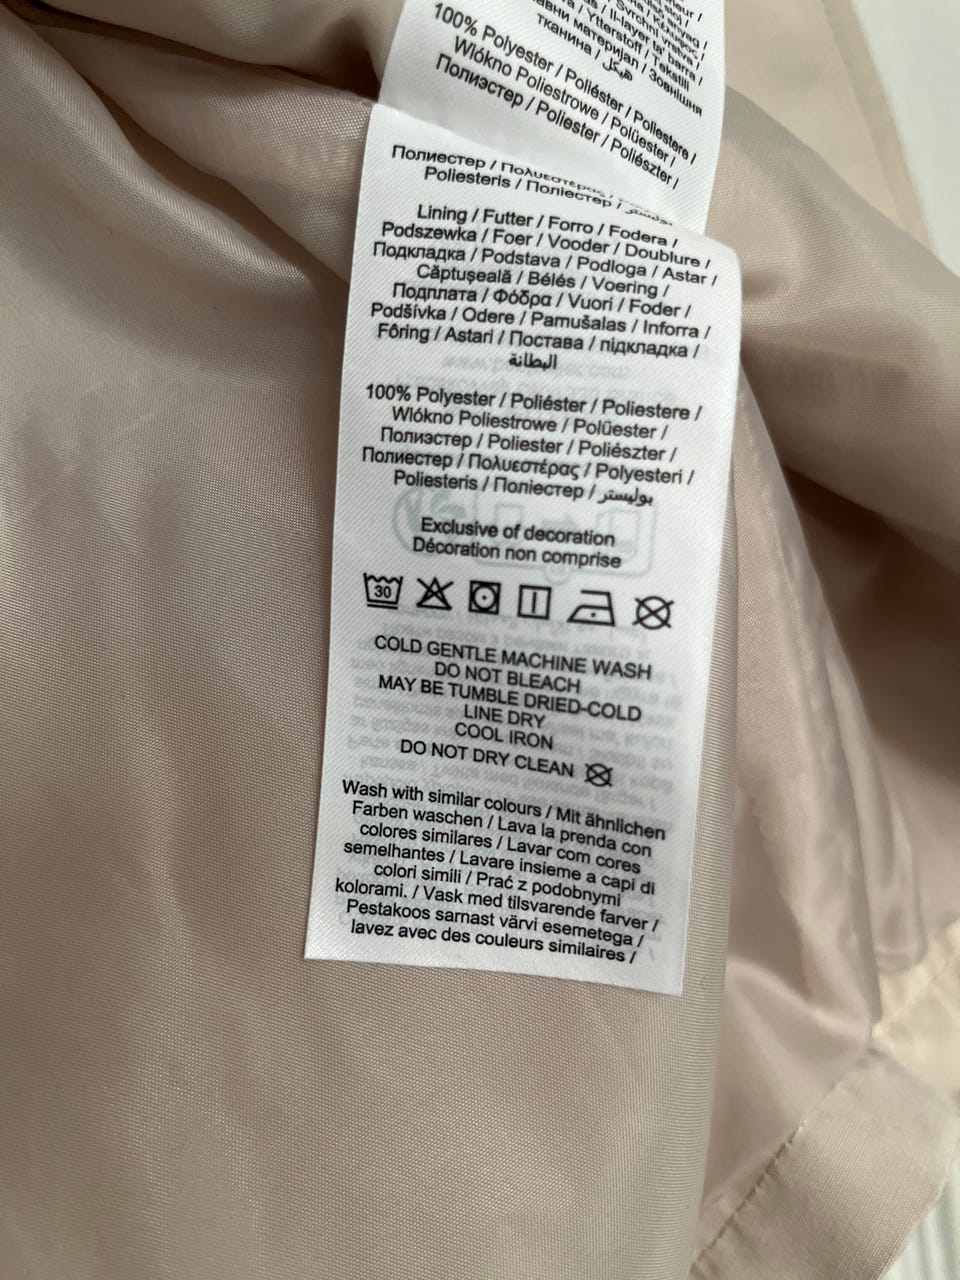 тканина / هيكل
100% Polyester / Poliéster / Poliestere /
Wlókno Poliestrowe / Polüester /
Полиэстер / Poliester / Poliészter /
Полиестер / Πολυεστέρας
Poliesteris / Поліестер /
Lining / Futter / Forro / Fodera /
Podszewka / Foer / Vooder / Doublure /
Подкладка / Podstava / Podloga / Astar /
Căptuşeală / Bélés / Voering /
Подплата / Φόδρα / Vuori / Foder /
Podšívka / Odere / Pamušalas / Inforra /
Fôring / Astari / Постава / підкладка /
البطانة
100% Polyester / Poliéster / Poliestere /
Wlókno Poliestrowe / Polüester /
Полиэстер / Poliester / Poliészter /
Полиестер / Πολυεστέρας / Polyesteri /
Poliesteris / Поліестер / بوليستر
Exclusive of decoration
Décoration non comprise
30
COLD GENTLE MACHINE WASH
DO NOT BLEACH
MAY BE TUMBLE DRIED-COLD
LINE DRY
COOL IRON
DO NOT DRY CLEAN
Wash with similar colours / Mit ähnlichen
Farben waschen / Lava la prenda con
colores similares / Lavar com cores
semelhantes / Lavare insieme a capi di
colori simili / Prać z podobnymi
kolorami. / Vask med tilsvarende farver /
Pestakoos sarnast värvi esemetega /
lavez avec des couleurs similaires /